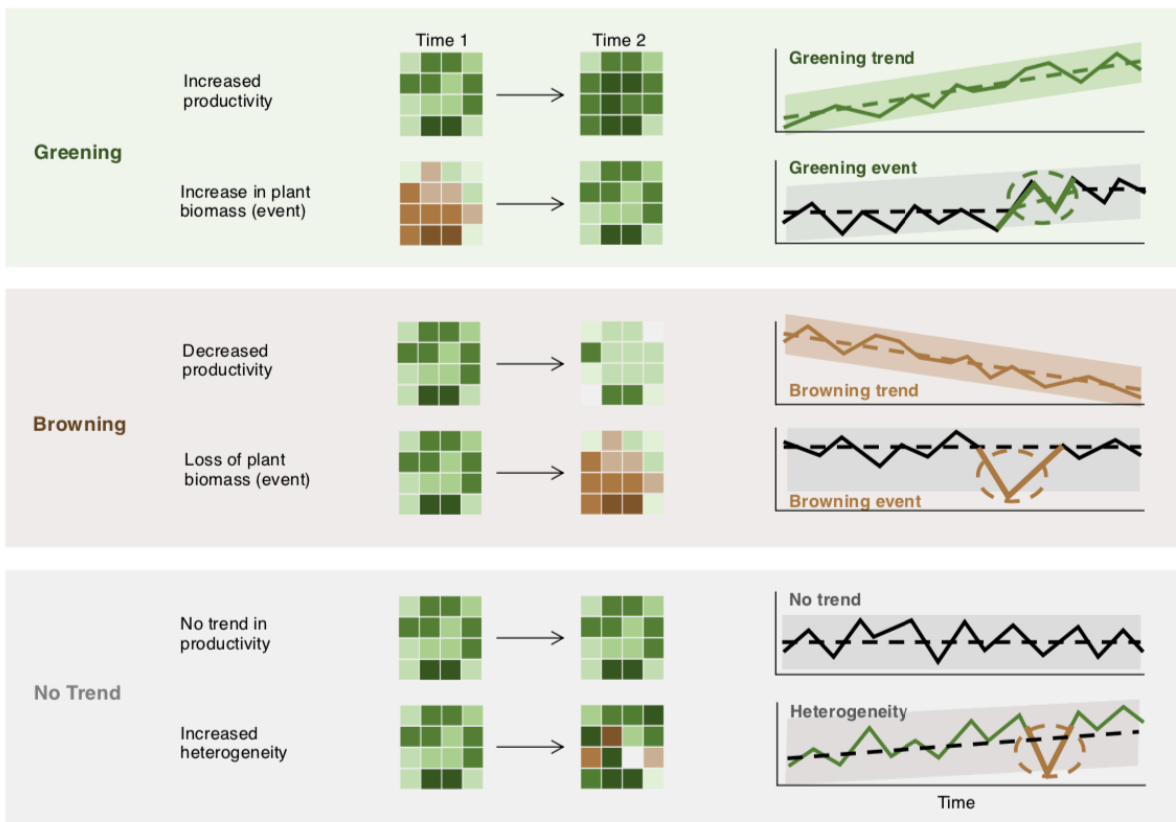 Time 1
Time 2
Greening
Increased
productivity
Greening trend
Increase in plant
biomass (event)
Greening event
Browning
Decreased
productivity
Browning trend
Loss of plant
biomass (event)
Browning event
No Trend
No trend in
productivity
No trend
Increased
heterogeneity
Heterogeneity
Time